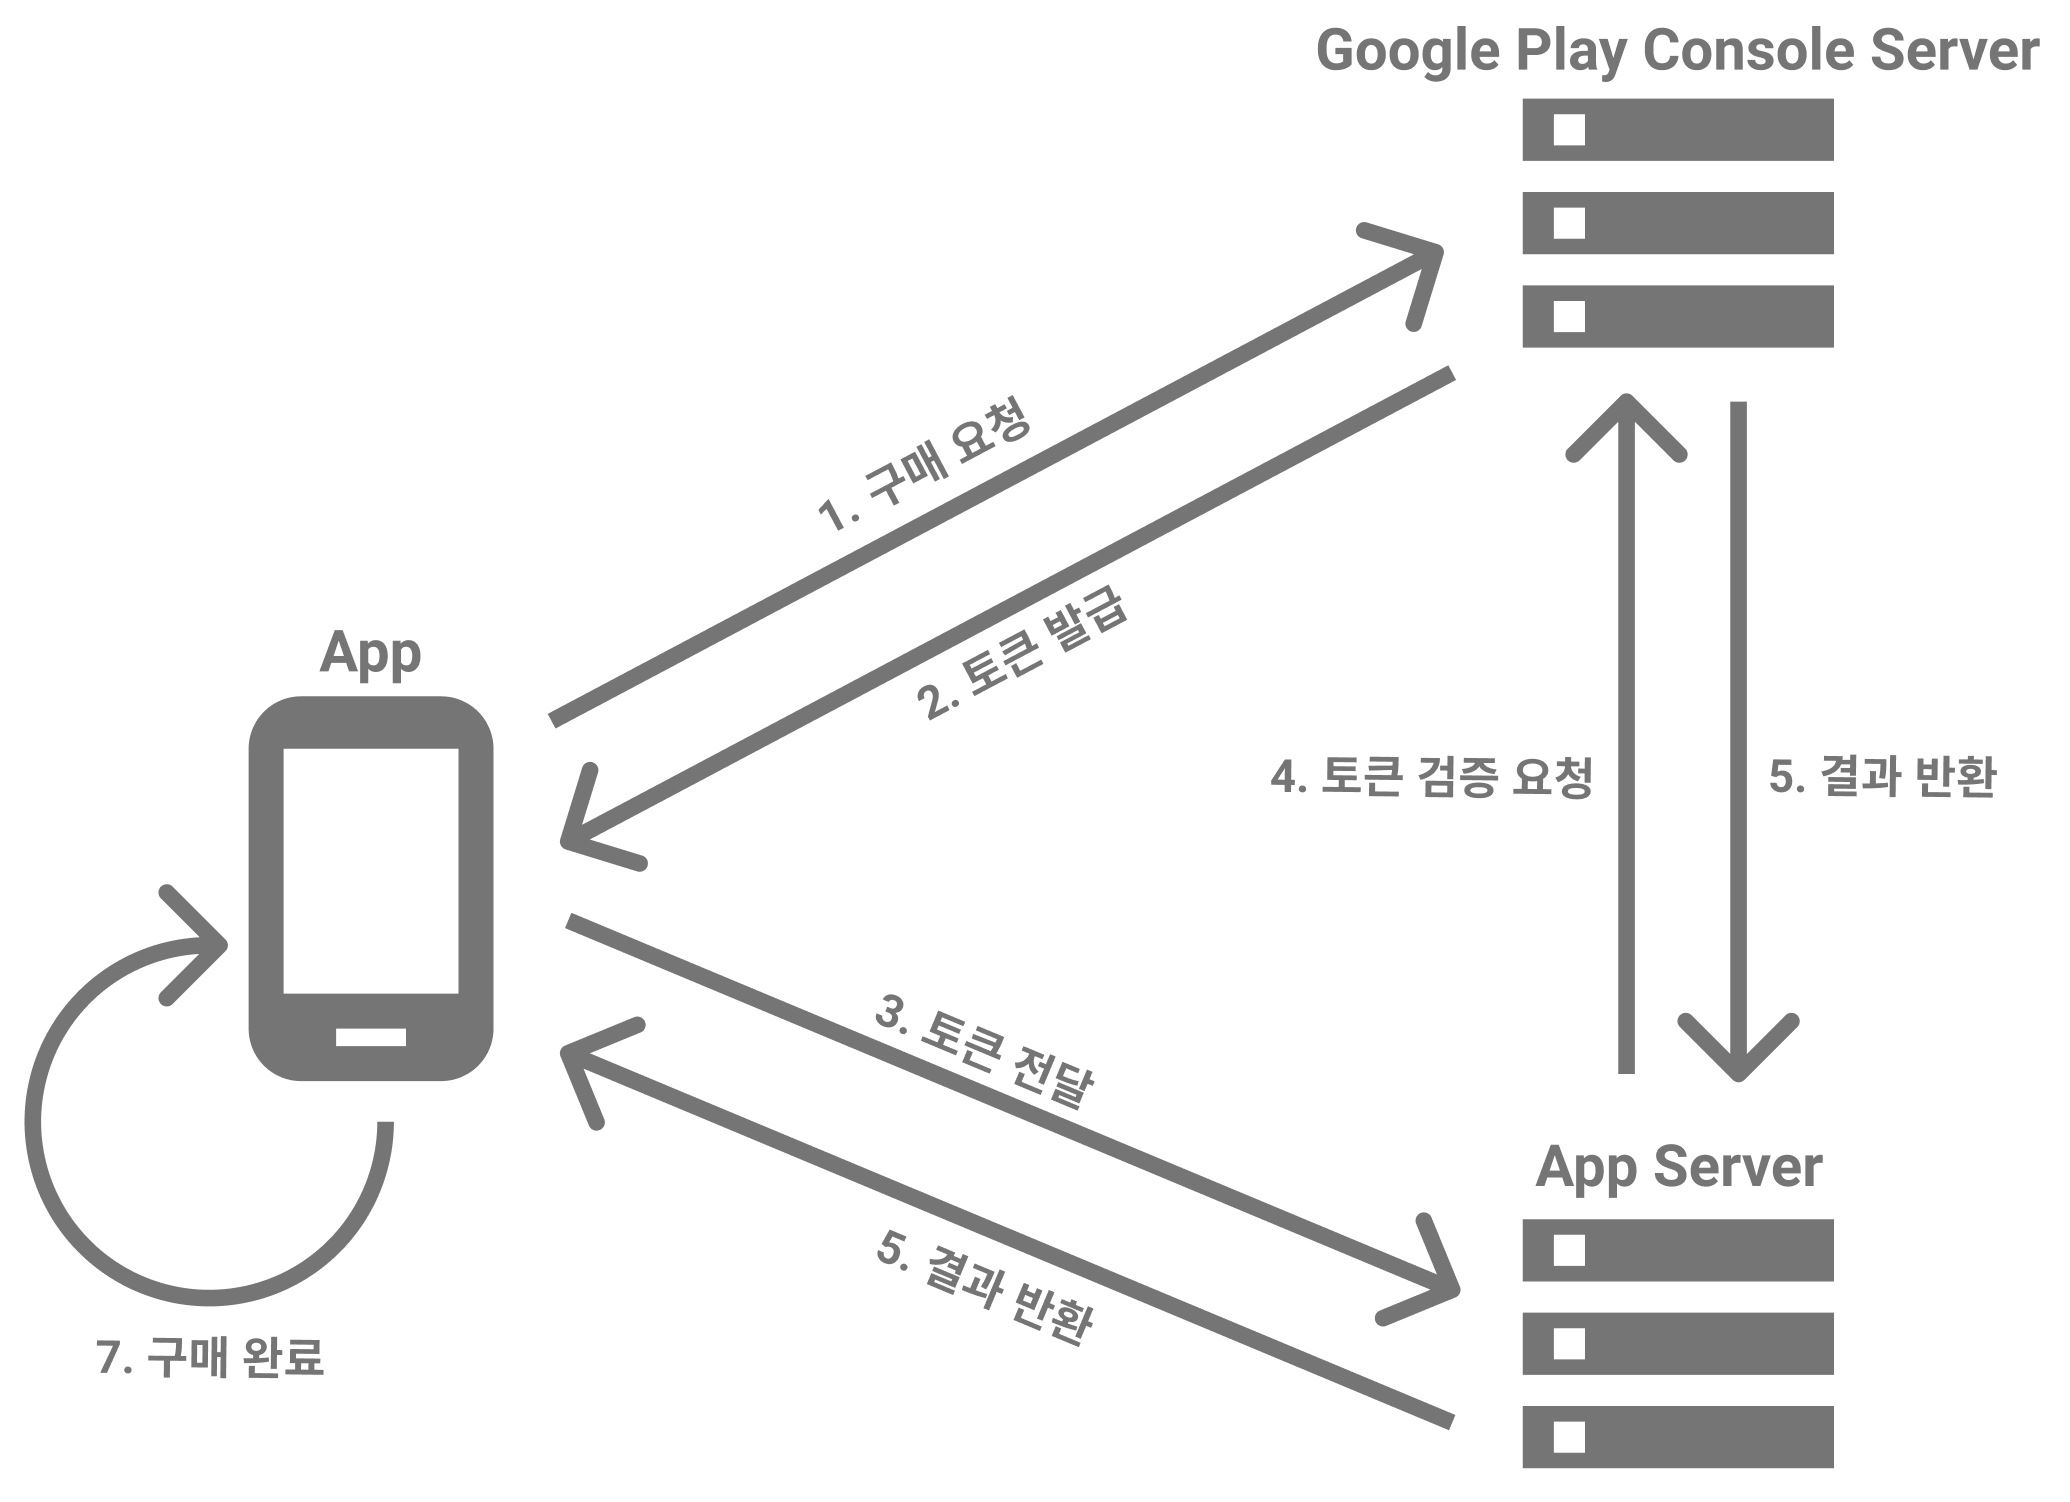 Google Play Console Server
1. 구매 요청
2. 토큰 발급
App
4. 토큰 검증 요청
5. 결과 반환
3. 토큰 전달
App Server
5. 결과 반환
7. 구매 완료